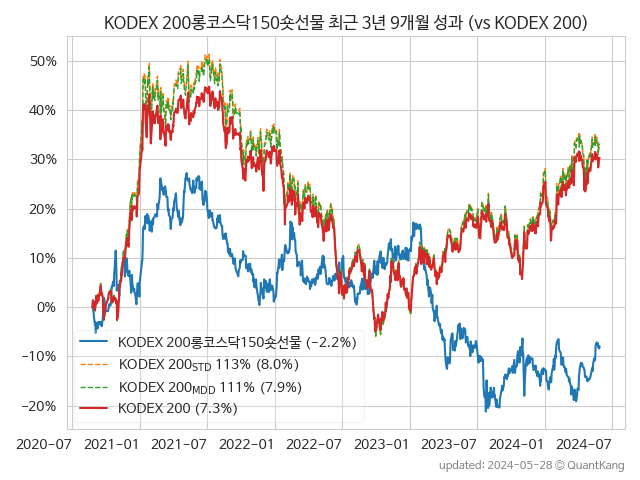 KODEX 200롱코스닥150숏선물 최근 3년 9개월 성과 (vs KODEX 200)
50%
40%
30%
20%
10%
0%
−10%
−20%
KODEX 200롱코스닥150숏선물 (−2.2%)
KODEX 200STD 113% (8.0%)
KODEX 200MDD 111% (7.9%)
KODEX 200 (7.3%)
2020-07 2021-01 2021-07 2022-01 2022-07 2023-01 2023-07 2024-01 2024-07
updated: 2024-05-28 © QuantKang